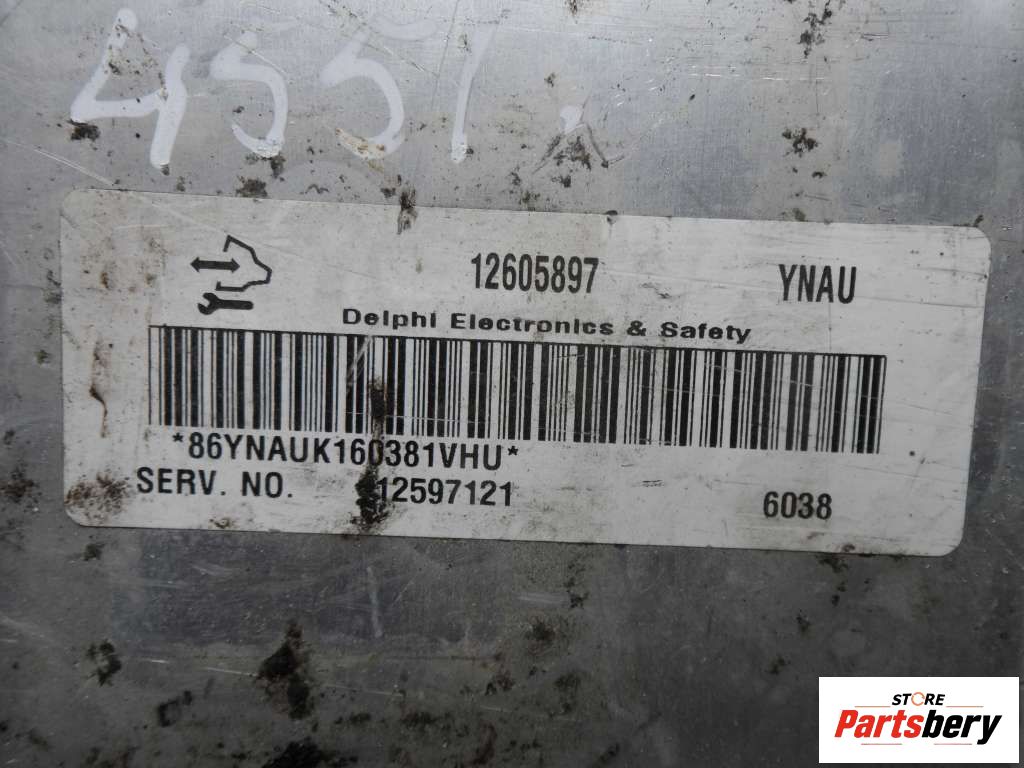 4551
12605897 YNAU
Delphi Electronics & Safety
*86YNAUK160381VHU*
SERV. NO. 12597121 6038
STORE
Partsbery